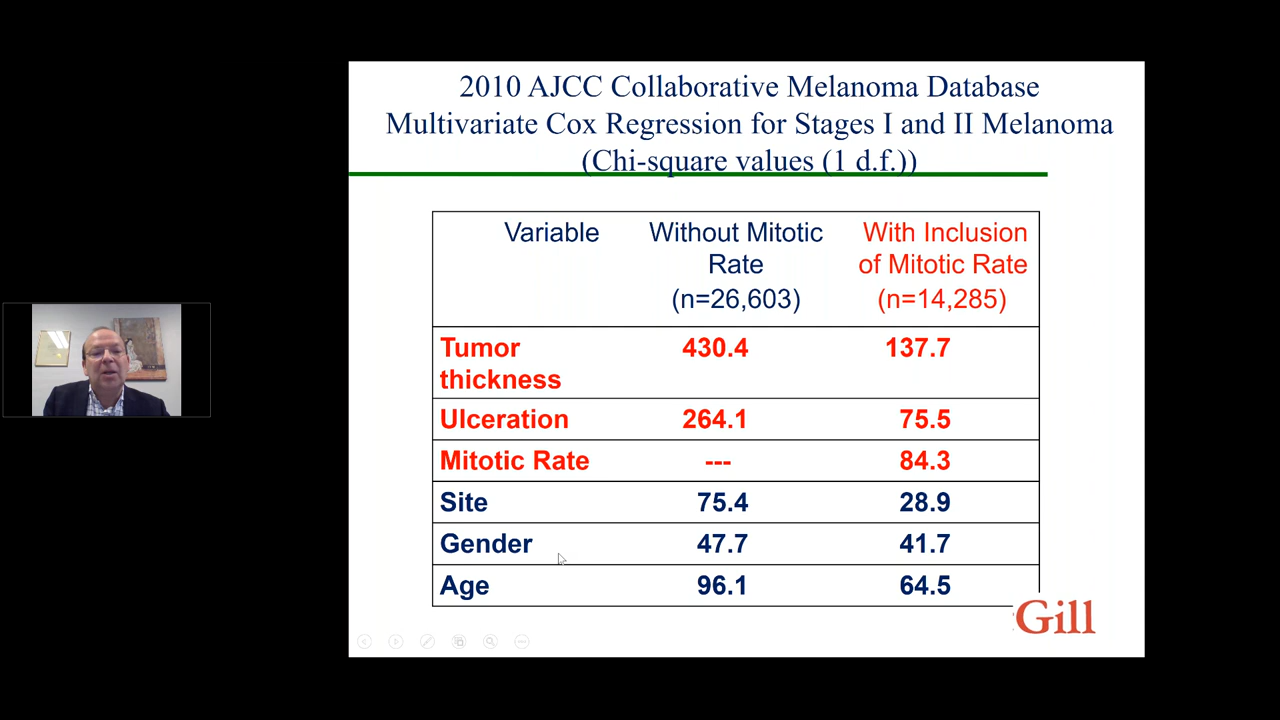 2010 AJCC Collaborative Melanoma Database
Multivariate Cox Regression for Stages I and II Melanoma
(Chi-square values (1 d.f.))
Variable Without Mitotic Rate (n=26,603) With Inclusion of Mitotic Rate (n=14,285)
Tumor thickness 430.4 137.7
Ulceration 264.1 75.5
Mitotic Rate --- 84.3
Site 75.4 28.9
Gender 47.7 41.7
Age 96.1 64.5
Gill